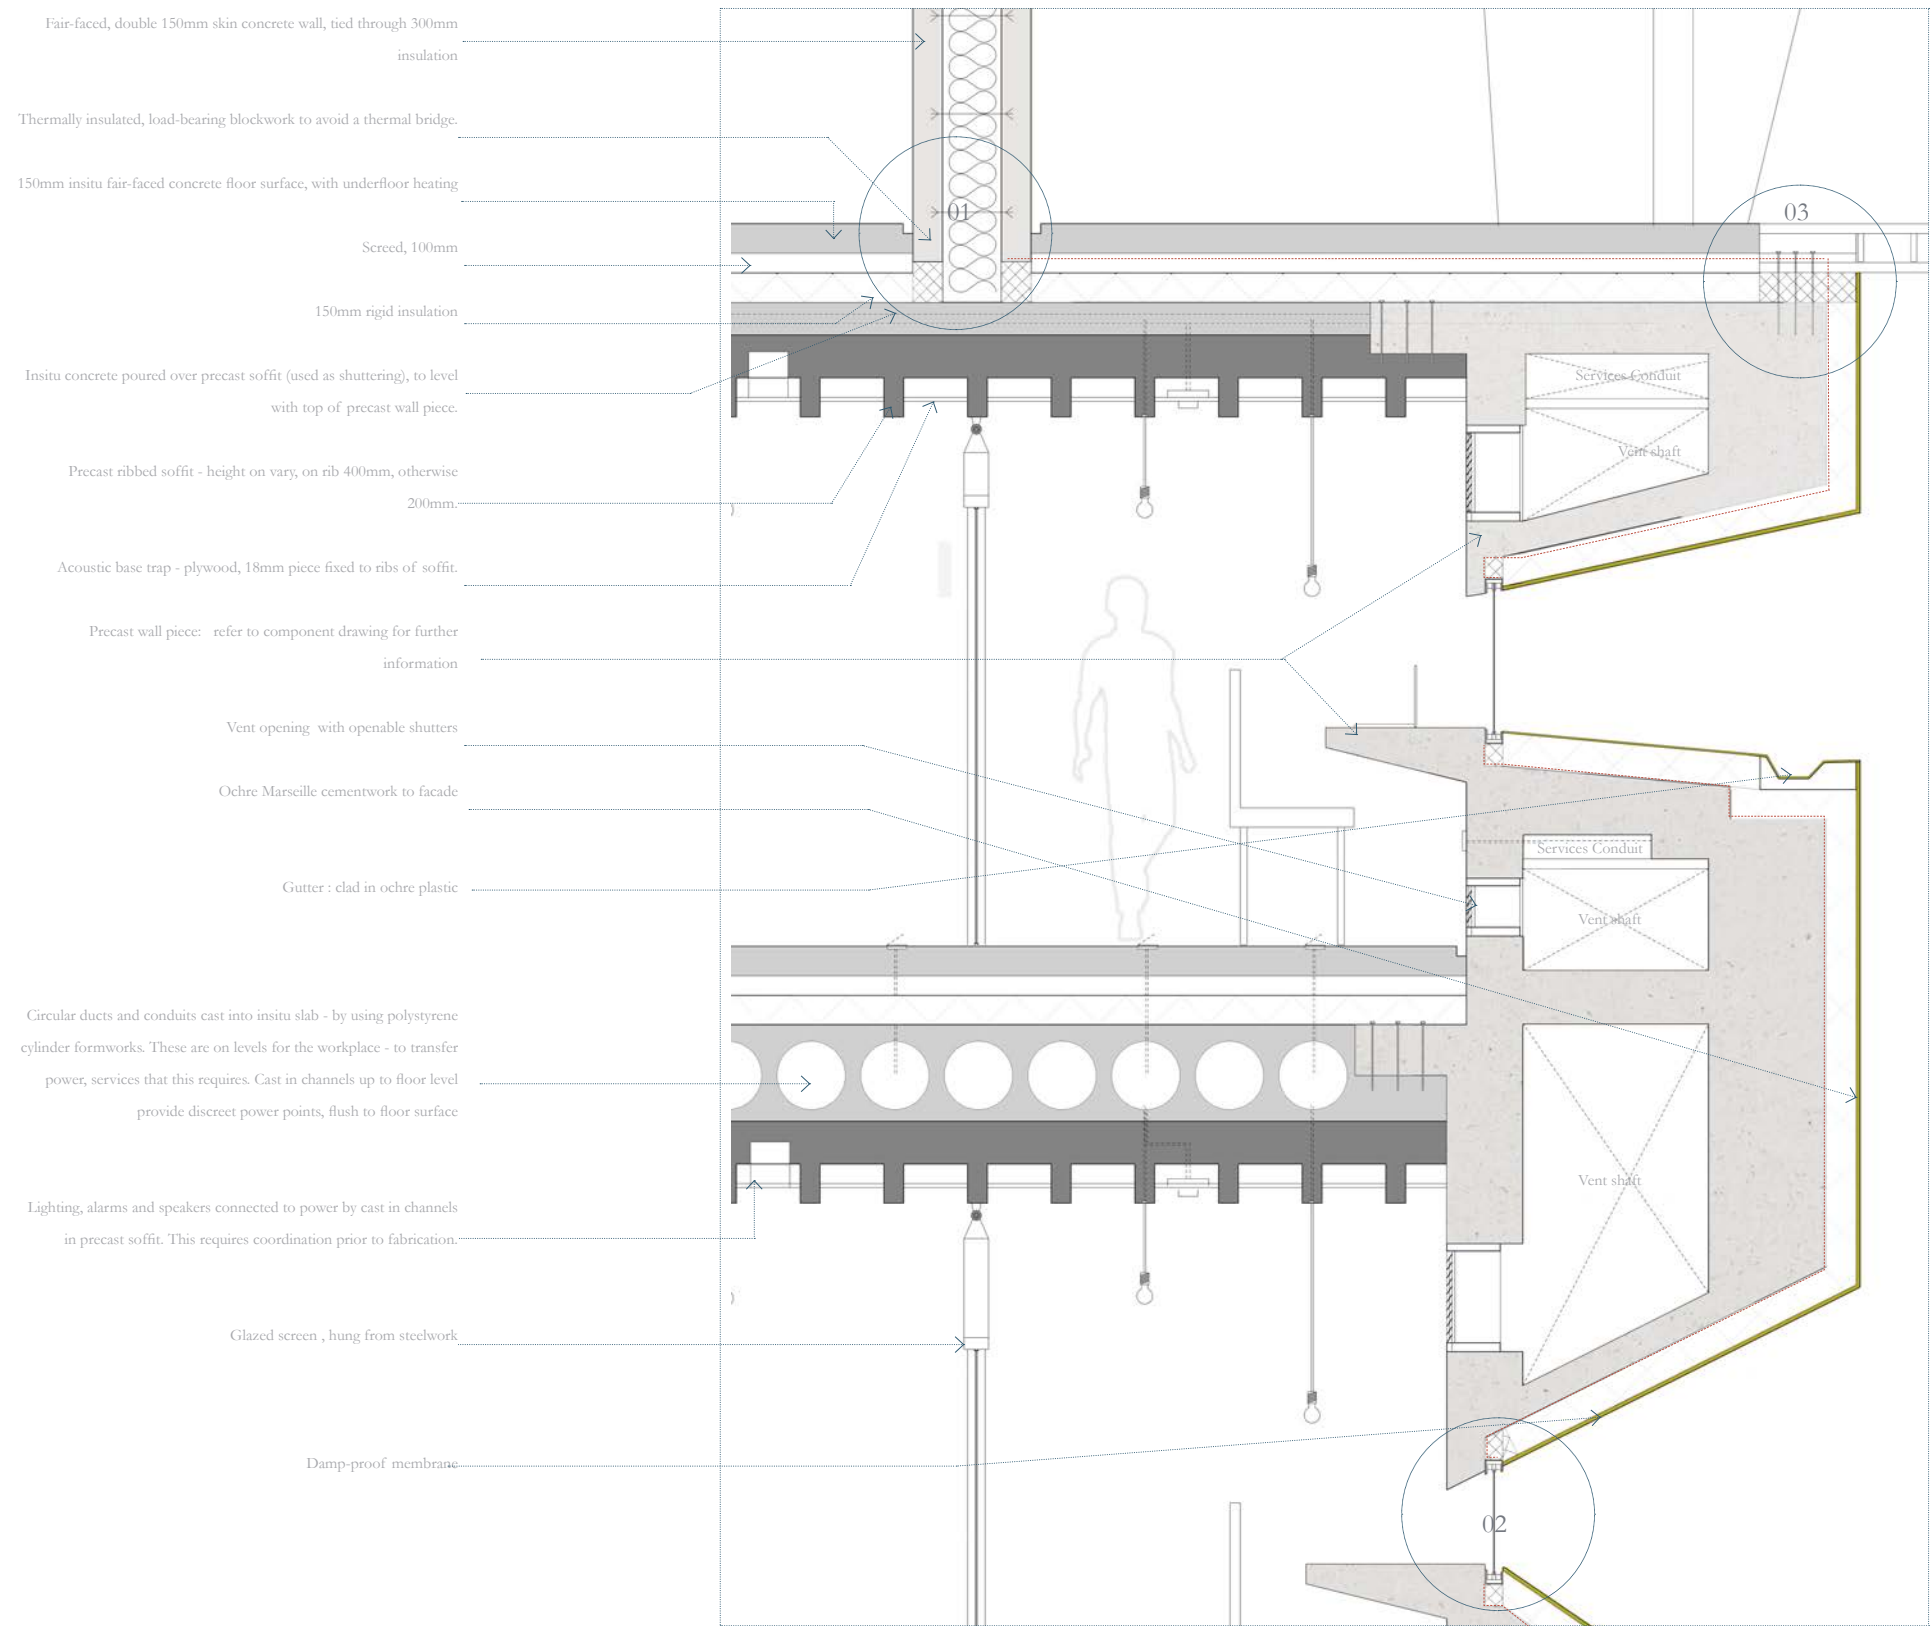 Fair-faced, double 150mm skin concrete wall, tied through 300mm
insulation
Thermally insulated, load-bearing blockwork to avoid a thermal bridge.
150mm insitu fair-faced concrete floor surface, with underfloor heating
Screed, 100mm
150mm rigid insulation
Insitu concrete poured over precast soffit (used as shuttering), to level
with top of precast wall piece.
Precast ribbed soffit - height on vary, on rib 400mm, otherwise
200mm.
Acoustic base trap - plywood, 18mm piece fixed to ribs of soffit.
Precast wall piece: refer to component drawing for further
information
Vent opening with openable shutters
Ochre Marseille cementwork to facade
Gutter : clad in ochre plastic
Circular ducts and conduits cast into insitu slab - by using polystyrene
cylinder formworks. These are on levels for the workplace - to transfer
power, services that this requires. Cast in channels up to floor level
provide discreet power points, flush to floor surface
Lighting, alarms and speakers connected to power by cast in channels
in precast soffit. This requires coordination prior to fabrication.
Glazed screen , hung from steelwork
Damp-proof membrane
01
03
Services Conduit
Vent shaft
Services Conduit
Vent shaft
Vent shaft
02